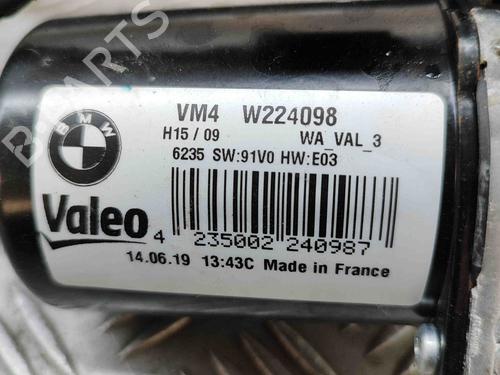 VM4 W224098
H15 / 09 WA_VAL_3
6235 SW:91V0 HW:E03
BMW
Valeo
4 235002 240987
14.06.19 13:43C Made in France